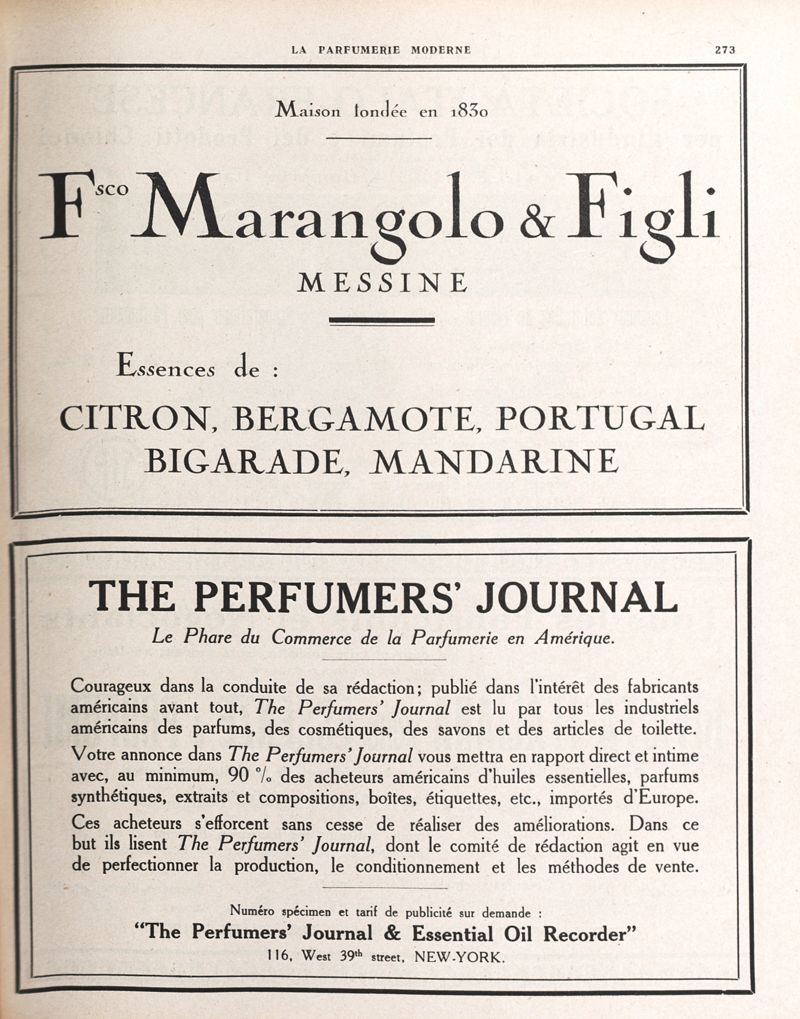 LA PARFUMERIE MODERNE
273
Maison fondée en 1830
Fsco Marangolo & Figli
MESSINE
Essences de :
CITRON, BERGAMOTE, PORTUGAL
BIGARADE, MANDARINE
THE PERFUMERS' JOURNAL
Le Phare du Commerce de la Parfumerie en Amérique.
Courageux dans la conduite de sa rédaction; publié dans l'intérêt des fabricants
américains avant tout, The Perfumers' Journal est lu par tous les industriels
américains des parfums, des cosmétiques, des savons et des articles de toilette.
Votre annonce dans The Perfumers' Journal vous mettra en rapport direct et intime
avec, au minimum, 90 % des acheteurs américains d'huiles essentielles, parfums
synthétiques, extraits et compositions, boîtes, étiquettes, etc., importés d'Europe.
Ces acheteurs s'efforcent sans cesse de réaliser des améliorations. Dans ce
but ils lisent The Perfumers' Journal, dont le comité de rédaction agit en vue
de perfectionner la production, le conditionnement et les méthodes de vente.
Numéro spécimen et tarif de publicité sur demande :
"The Perfumers' Journal & Essential Oil Recorder"
116, West 39th street, NEW-YORK.